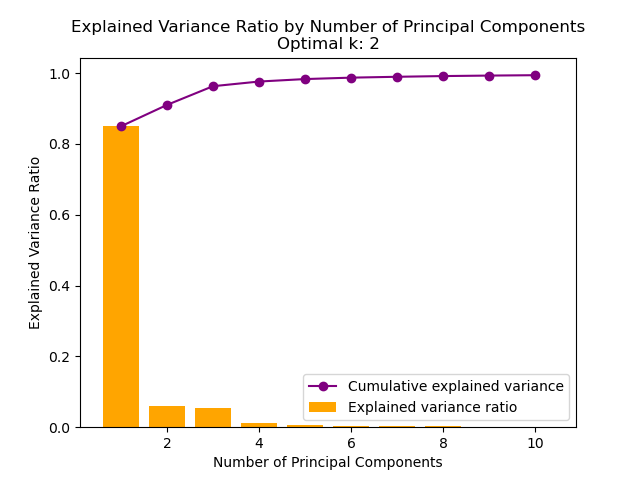 Explained Variance Ratio by Number of Principal Components
Optimal k: 2
Explained Variance Ratio
1.0
0.8
0.6
0.4
0.2
0.0
Cumulative explained variance
Explained variance ratio
2
4
6
8
10
Number of Principal Components